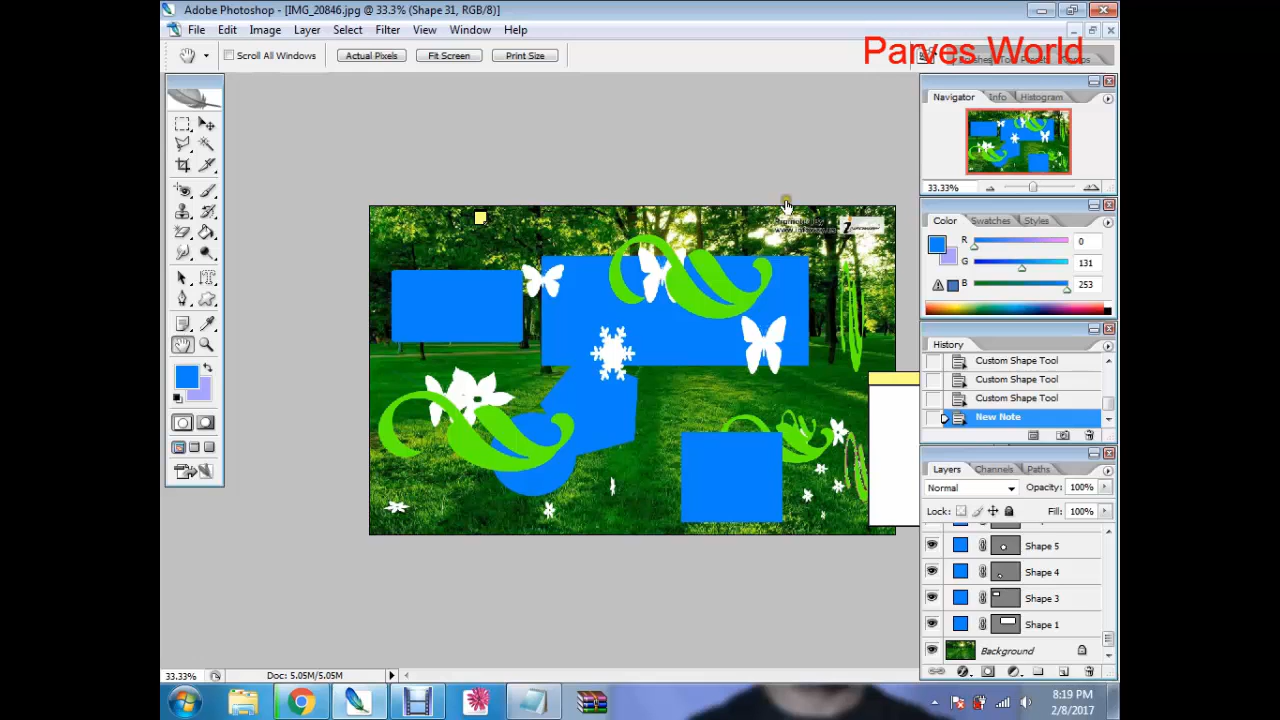 Adobe Photoshop - [IMG_20846.jpg @ 33.3% (Shape 31, RGB/8)]
File Edit Image Layer Select Filter View Window Help
Parves World
Scroll All Windows Actual Pixels Fit Screen Print Size
Navigator Info Histogram
33.33%
Color Swatches Styles
R 0
G 131
B 253
History
Custom Shape Tool
Custom Shape Tool
Custom Shape Tool
New Note
Layers Channels Paths
Normal Opacity: 100%
Lock: Fill: 100%
Shape 5
Shape 4
Shape 3
Shape 1
Background
33.33% Doc: 5.05M/5.05M
8:19 PM
2/8/2017